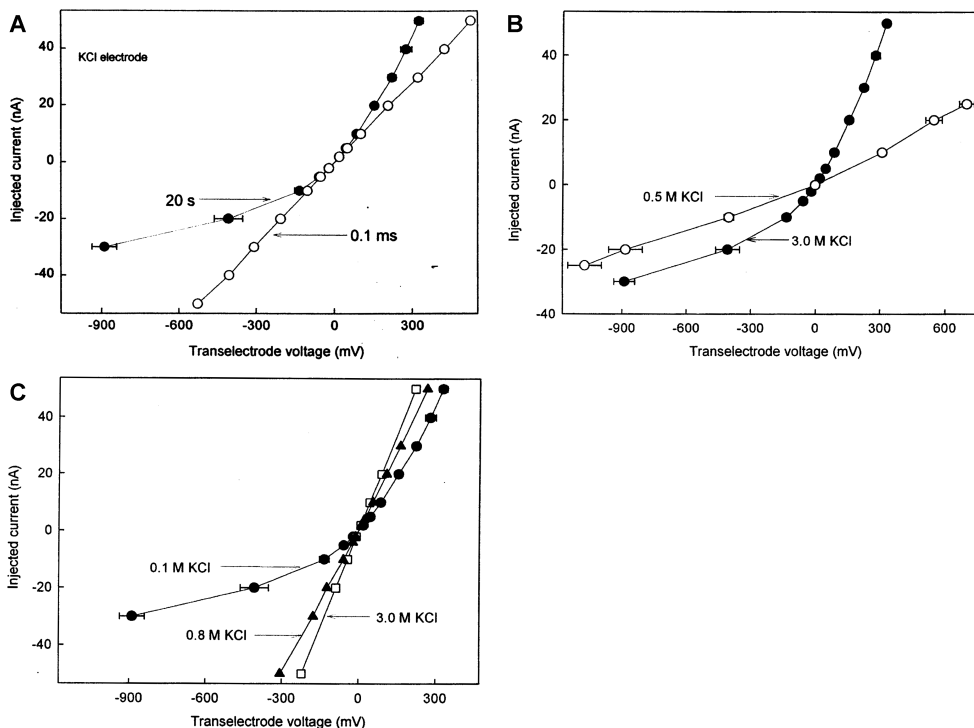 A
KCl electrode
40
20
0
-20
-40
Injected current (nA)
20 s
0.1 ms
-900 -600 -300 0 300
Transelectrode voltage (mV)
B
40
20
0
-20
-40
Injected current (nA)
0.5 M KCl
3.0 M KCl
-900 -600 -300 0 300 600
Transelectrode voltage (mV)
C
40
20
0
-20
-40
Injected current (nA)
0.1 M KCl
0.8 M KCl
3.0 M KCl
-900 -600 -300 0 300
Transelectrode voltage (mV)